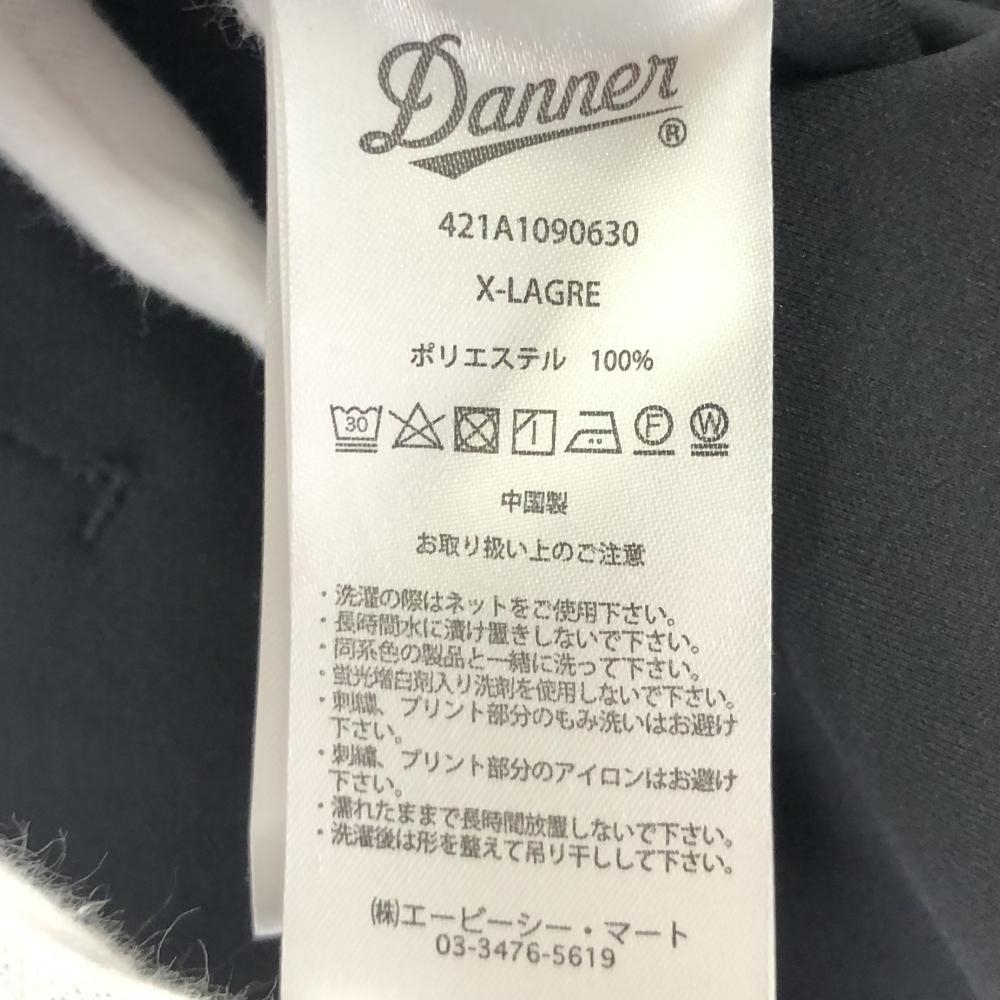 Danner®
421A1090630
X-LAGRE
ポリエステル 100%
30 F W
中国製
お取り扱い上のご注意
・洗濯の際はネットをご使用下さい。
・長時間水に漬け置きしないで下さい。
・同系色の製品と一緒に洗って下さい。
・蛍光増白剤入り洗剤を使用しないで下さい。
・刺繍、プリント部分のもみ洗いはお避け
下さい。
・刺繍、プリント部分のアイロンはお避け
下さい。
・濡れたままで長時間放置しないで下さい。
・洗濯後は形を整えて吊り干しして下さい。
㈱エービーシー・マート
03-3476-5619